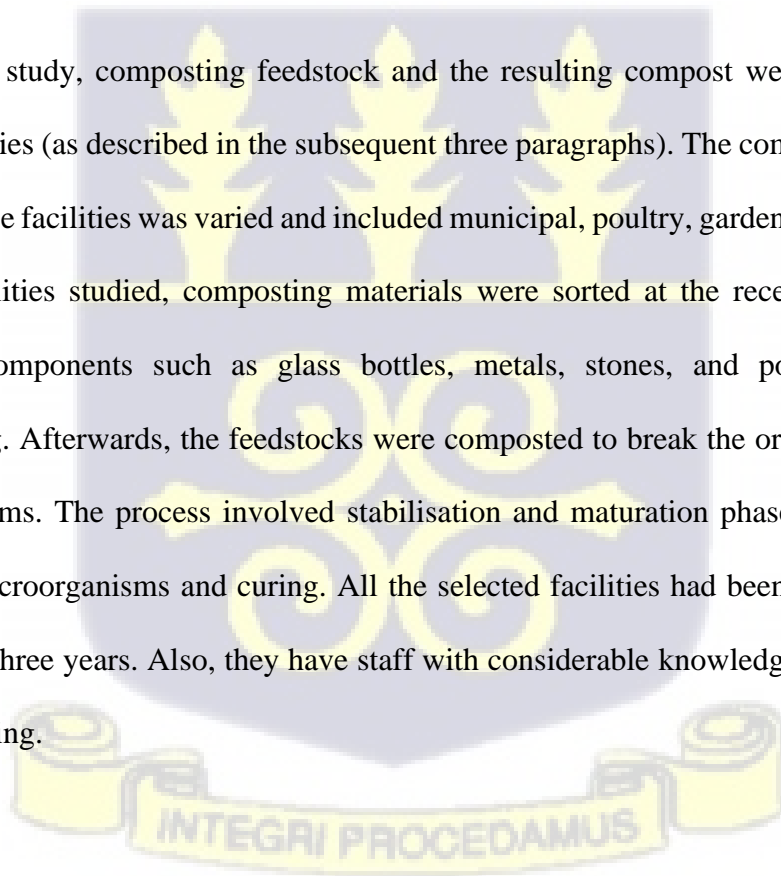 study, composting feedstock and the resulting compost we
ies (as described in the subsequent three paragraphs). The con
e facilities was varied and included municipal, poultry, garden
lities studied, composting materials were sorted at the rece
omponents such as glass bottles, metals, stones, and po
g. Afterwards, the feedstocks were composted to break the or
ms. The process involved stabilisation and maturation phase
croorganisms and curing. All the selected facilities had been
three years. Also, they have staff with considerable knowledg
ing.
INTEGRI PROCEDAMUS